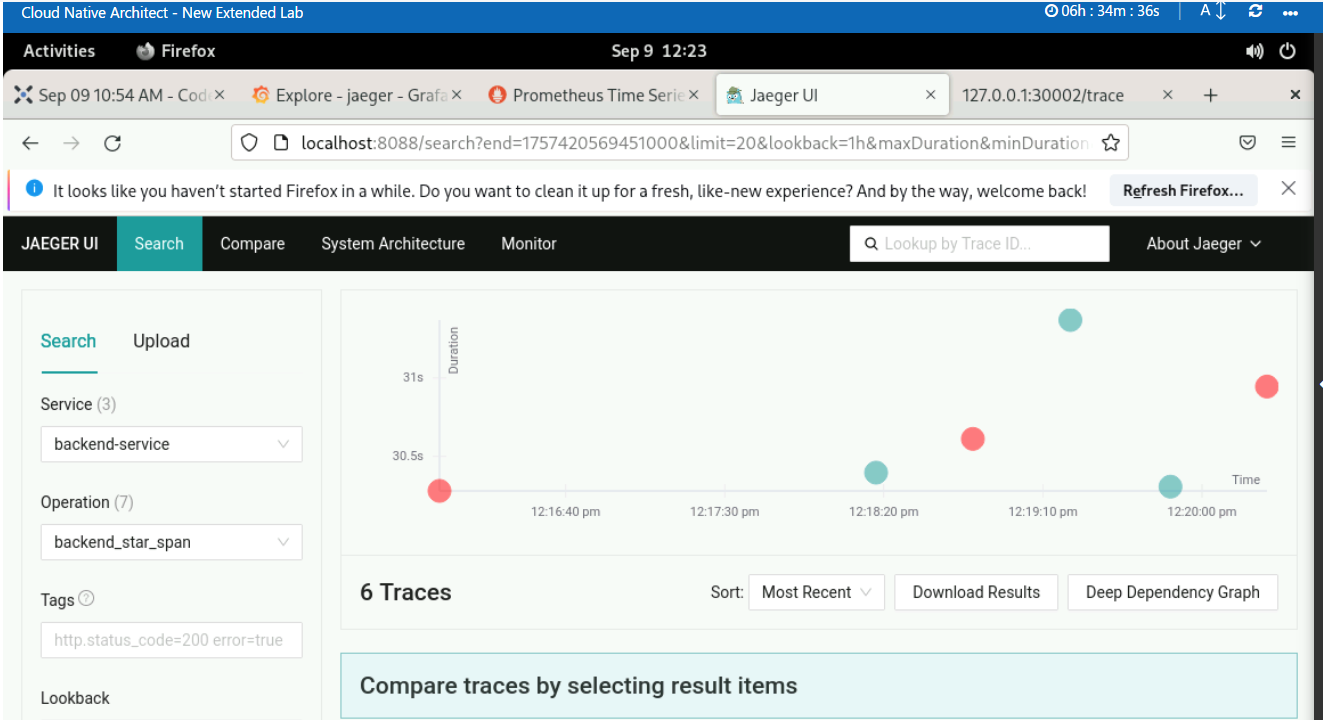 Cloud Native Architect - New Extended Lab 06h : 34m : 36s A
Activities Firefox Sep 9 12:23
Sep 09 10:54 AM - Code Explore - jaeger - Grafa Prometheus Time Serie Jaeger UI 127.0.0.1:30002/trace
localhost:8088/search?end=1757420569451000&limit=20&lookback=1h&maxDuration&minDuration
It looks like you haven't started Firefox in a while. Do you want to clean it up for a fresh, like-new experience? And by the way, welcome back! Refresh Firefox...
JAEGER UI Search Compare System Architecture Monitor Lookup by Trace ID... About Jaeger
Search Upload
Service (3)
backend-service
Operation (7)
backend_star_span
Tags ?
http.status_code=200 error=true
Lookback
Duration
31s
30.5s
Time
12:16:40 pm 12:17:30 pm 12:18:20 pm 12:19:10 pm 12:20:00 pm
6 Traces Sort: Most Recent Download Results Deep Dependency Graph
Compare traces by selecting result items